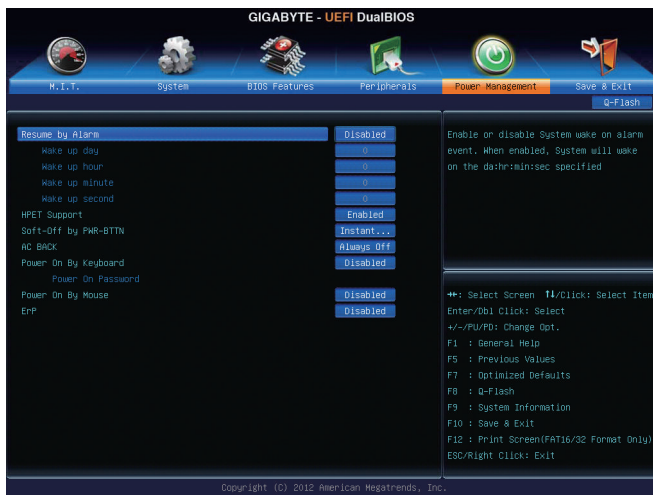 GIGABYTE - UEFI DualBIOS
M.I.T. System BIOS Features Peripherals Power Management Save & Exit
Q-Flash
Resume by Alarm Disabled
Wake up day 0
Wake up hour 0
Wake up minute 0
Wake up second 0
HPET Support Enabled
Soft-Off by PWR-BTTN Instant...
AC BACK Always Off
Power On By Keyboard Disabled
Power On Password
Power On By Mouse Disabled
ErP Disabled
Enable or disable System wake on alarm
event. When enabled, System will wake
on the da:hr:min:sec specified
→←: Select Screen ↑↓/Click: Select Item
Enter/Dbl Click: Select
+/-/PU/PD: Change Opt.
F1 : General Help
F5 : Previous Values
F7 : Optimized Defaults
F8 : Q-Flash
F9 : System Information
F10 : Save & Exit
F12 : Print Screen(FAT16/32 Format Only)
ESC/Right Click: Exit
Copyright (C) 2012 American Megatrends, Inc.